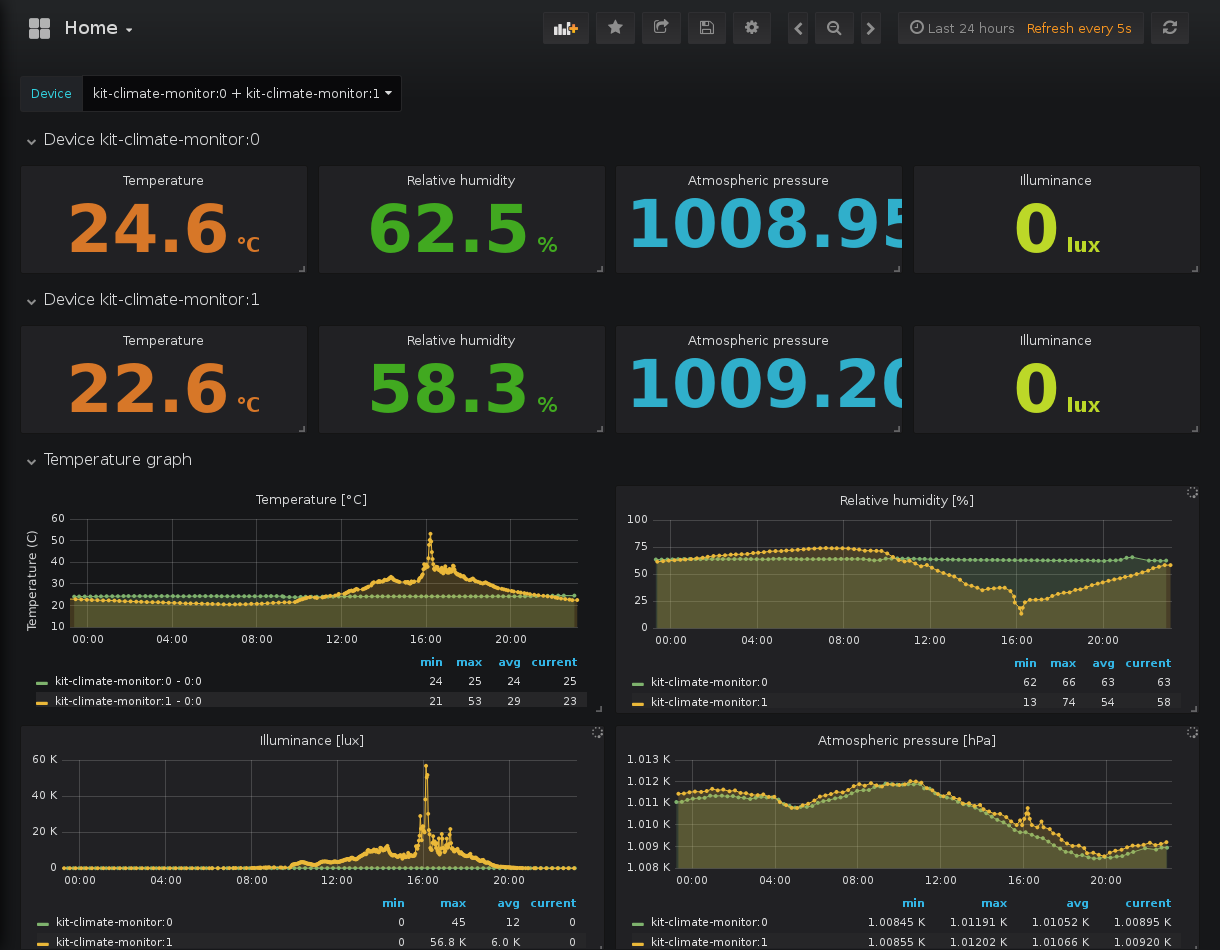 Home
Last 24 hours Refresh every 5s
Device kit-climate-monitor:0 + kit-climate-monitor:1
Device kit-climate-monitor:0
Temperature
24.6 °C
Relative humidity
62.5 %
Atmospheric pressure
1008.95
Illuminance
0 lux
Device kit-climate-monitor:1
Temperature
22.6 °C
Relative humidity
58.3 %
Atmospheric pressure
1009.20
Illuminance
0 lux
Temperature graph
Temperature [°C]
Temperature (C)
60
50
40
30
20
10
00:00 04:00 08:00 12:00 16:00 20:00
min max avg current
kit-climate-monitor:0 - 0:0 24 25 24 25
kit-climate-monitor:1 - 0:0 21 53 29 23
Relative humidity [%]
100
75
50
25
0
00:00 04:00 08:00 12:00 16:00 20:00
min max avg current
kit-climate-monitor:0 62 66 63 63
kit-climate-monitor:1 13 74 54 58
Illuminance [lux]
60 K
40 K
20 K
0
00:00 04:00 08:00 12:00 16:00 20:00
min max avg current
kit-climate-monitor:0 0 45 12 0
kit-climate-monitor:1 0 56.8 K 6.0 K 0
Atmospheric pressure [hPa]
1.013 K
1.012 K
1.011 K
1.010 K
1.009 K
1.008 K
00:00 04:00 08:00 12:00 16:00 20:00
min max avg current
kit-climate-monitor:0 1.00845 K 1.01191 K 1.01052 K 1.00895 K
kit-climate-monitor:1 1.00855 K 1.01202 K 1.01066 K 1.00920 K